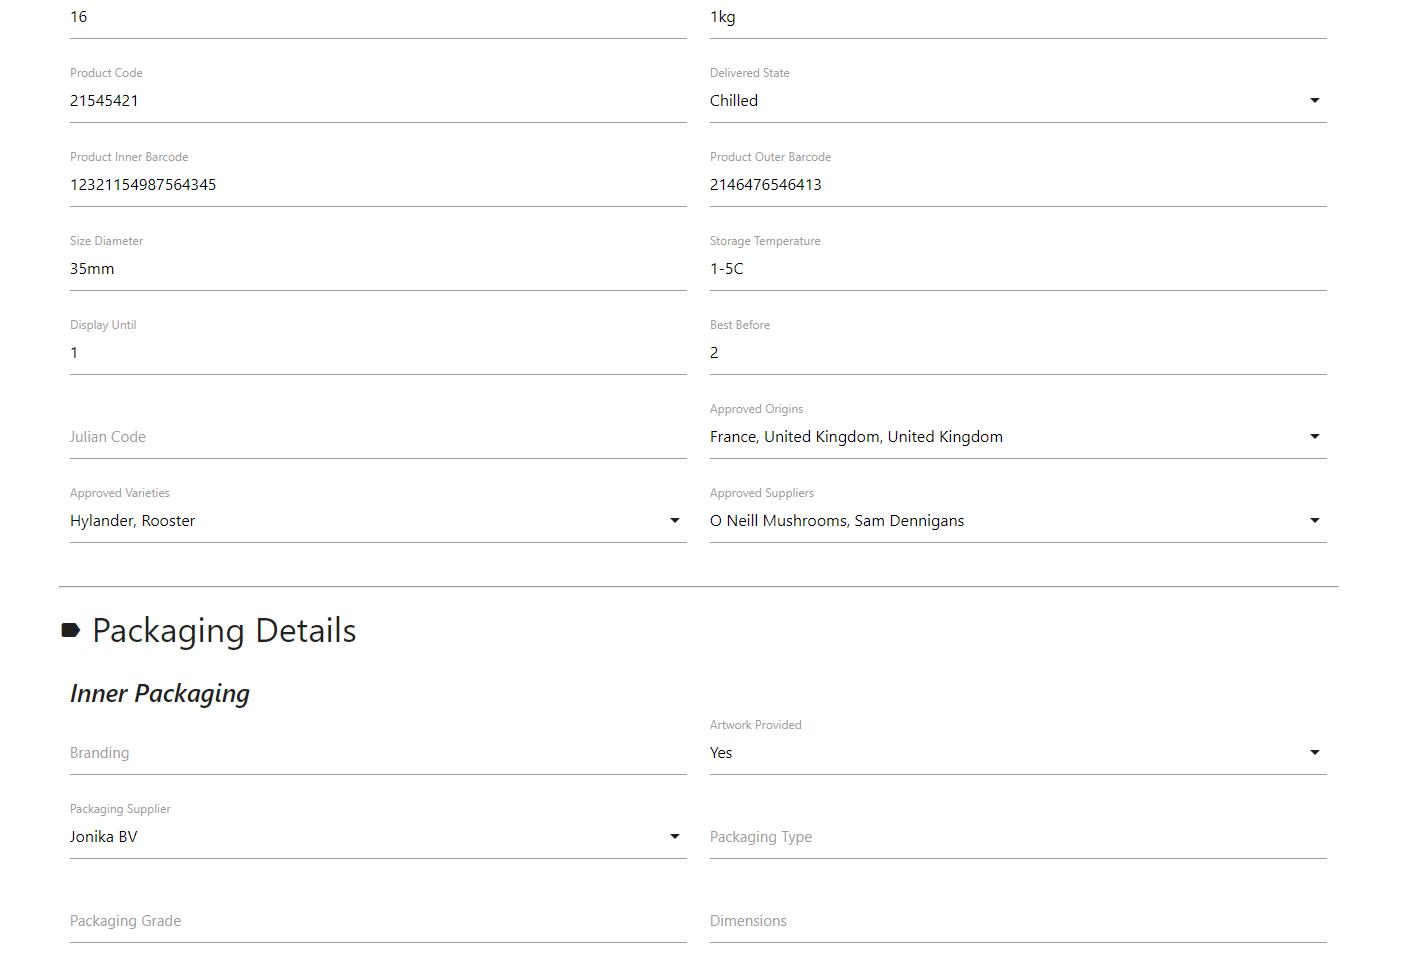 16
1kg
Product Code
Delivered State
21545421
Chilled
Product Inner Barcode
Product Outer Barcode
12321154987564345
2146476546413
Size Diameter
Storage Temperature
35mm
1-5C
Display Until
Best Before
1
2
Approved Origins
Julian Code
France, United Kingdom, United Kingdom
Approved Varieties
Approved Suppliers
Hylander, Rooster
O Neill Mushrooms, Sam Dennigans
Packaging Details
Inner Packaging
Artwork Provided
Branding
Yes
Packaging Supplier
Jonika BV
Packaging Type
Packaging Grade
Dimensions